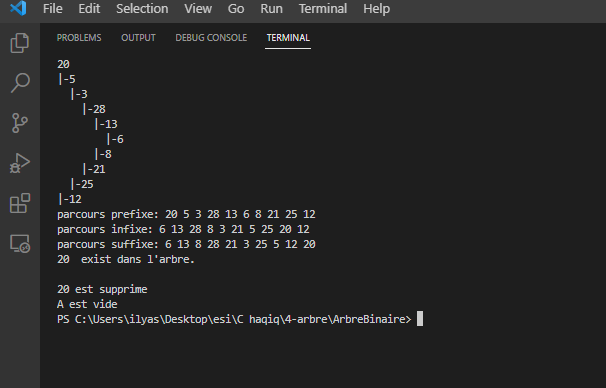 File Edit Selection View Go Run Terminal Help
PROBLEMS OUTPUT DEBUG CONSOLE TERMINAL
20
|-5
  |-3
    |-28
      |-13
        |-6
      |-8
    |-21
  |-25
|-12
parcours prefixe: 20 5 3 28 13 6 8 21 25 12
parcours infixe: 6 13 28 8 3 21 5 25 20 12
parcours suffixe: 6 13 8 28 21 3 25 5 12 20
20  exist dans l'arbre.
20 est supprime
A est vide
PS C:\Users\ilyas\Desktop\esi\C haqiq\4-arbre\ArbreBinaire>